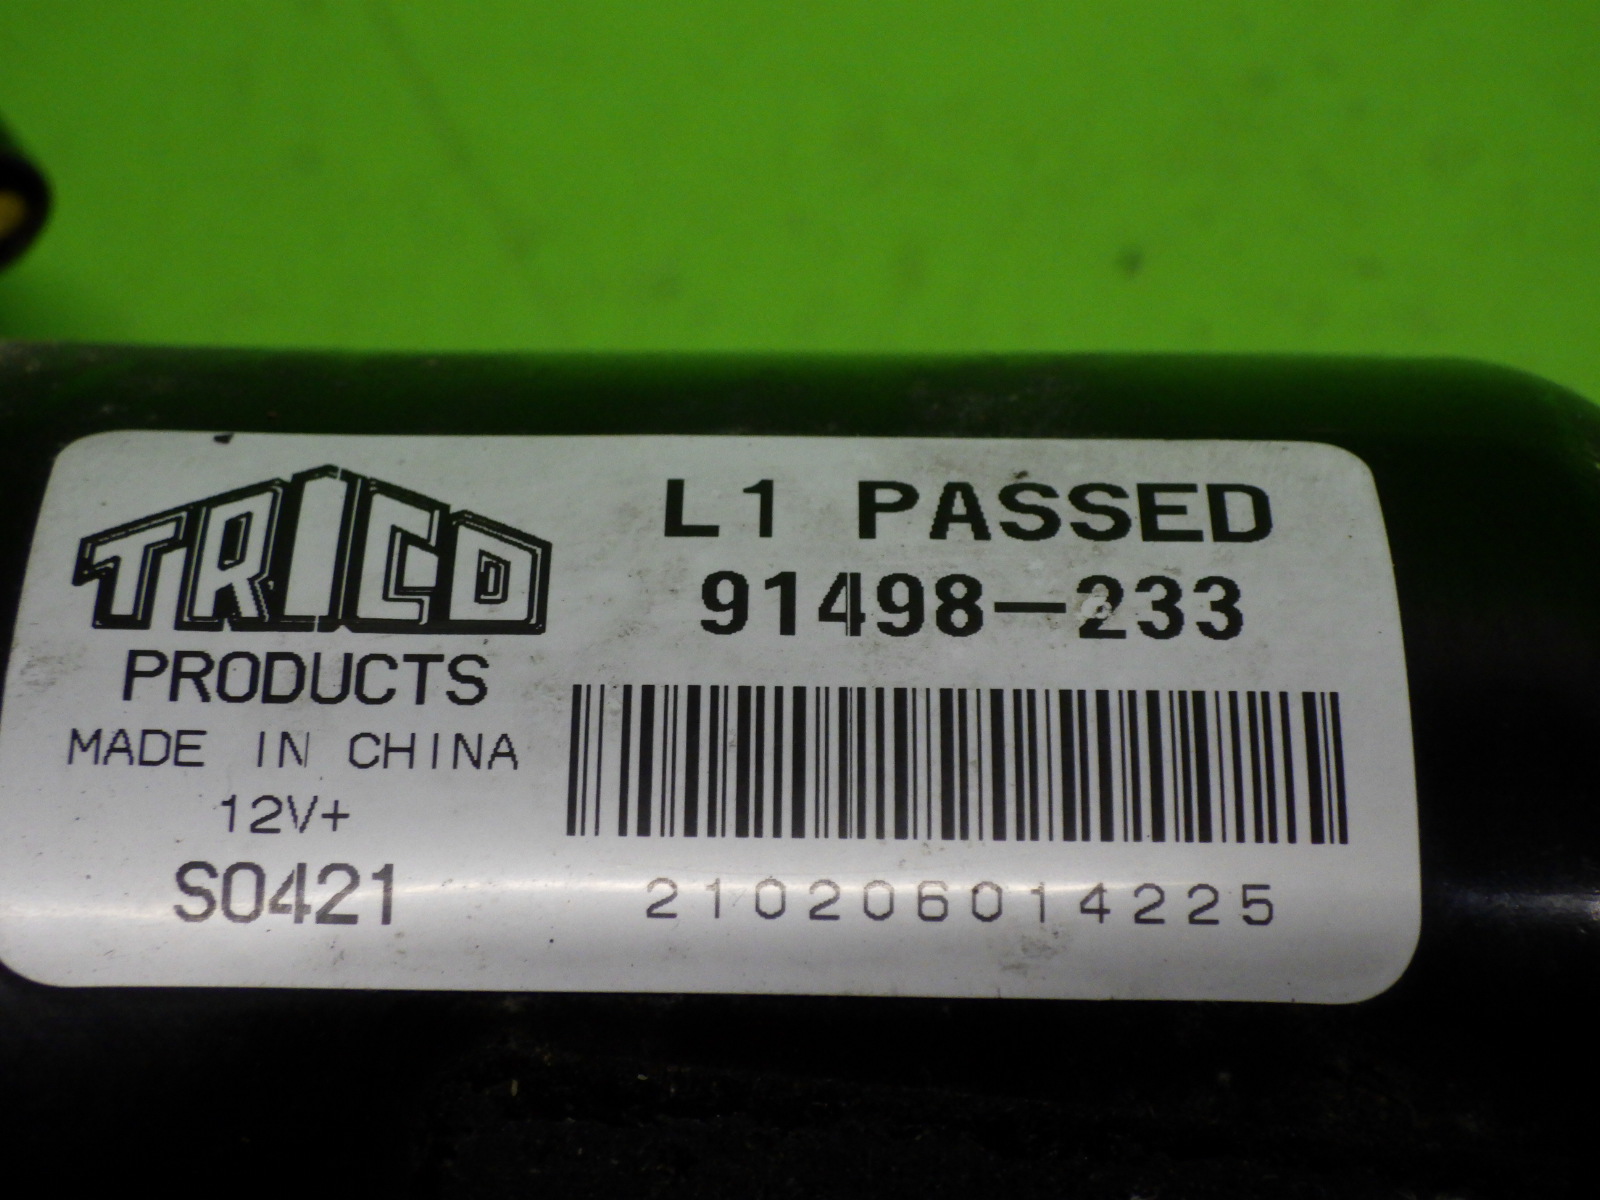 TRICO
PRODUCTS
MADE IN CHINA
12V+
S0421
L1 PASSED
91498-233
210206014225